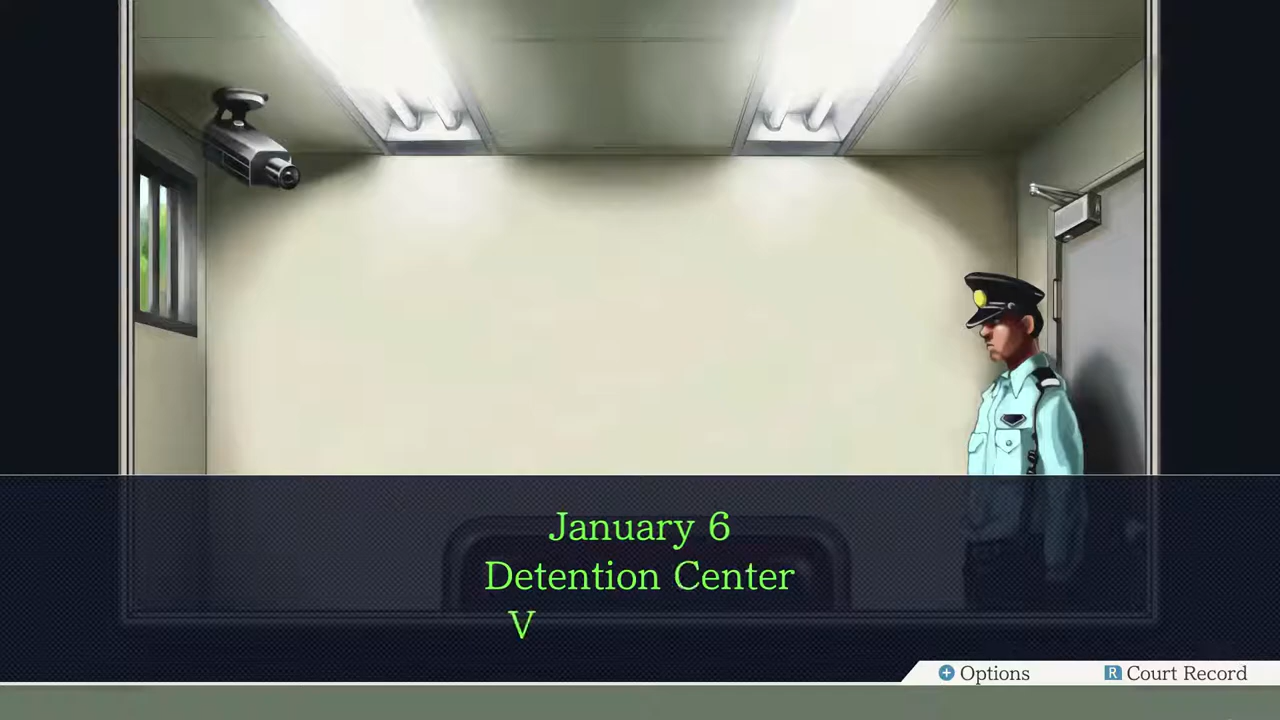 January 6
Detention Center
V
+ Options
R Court Record